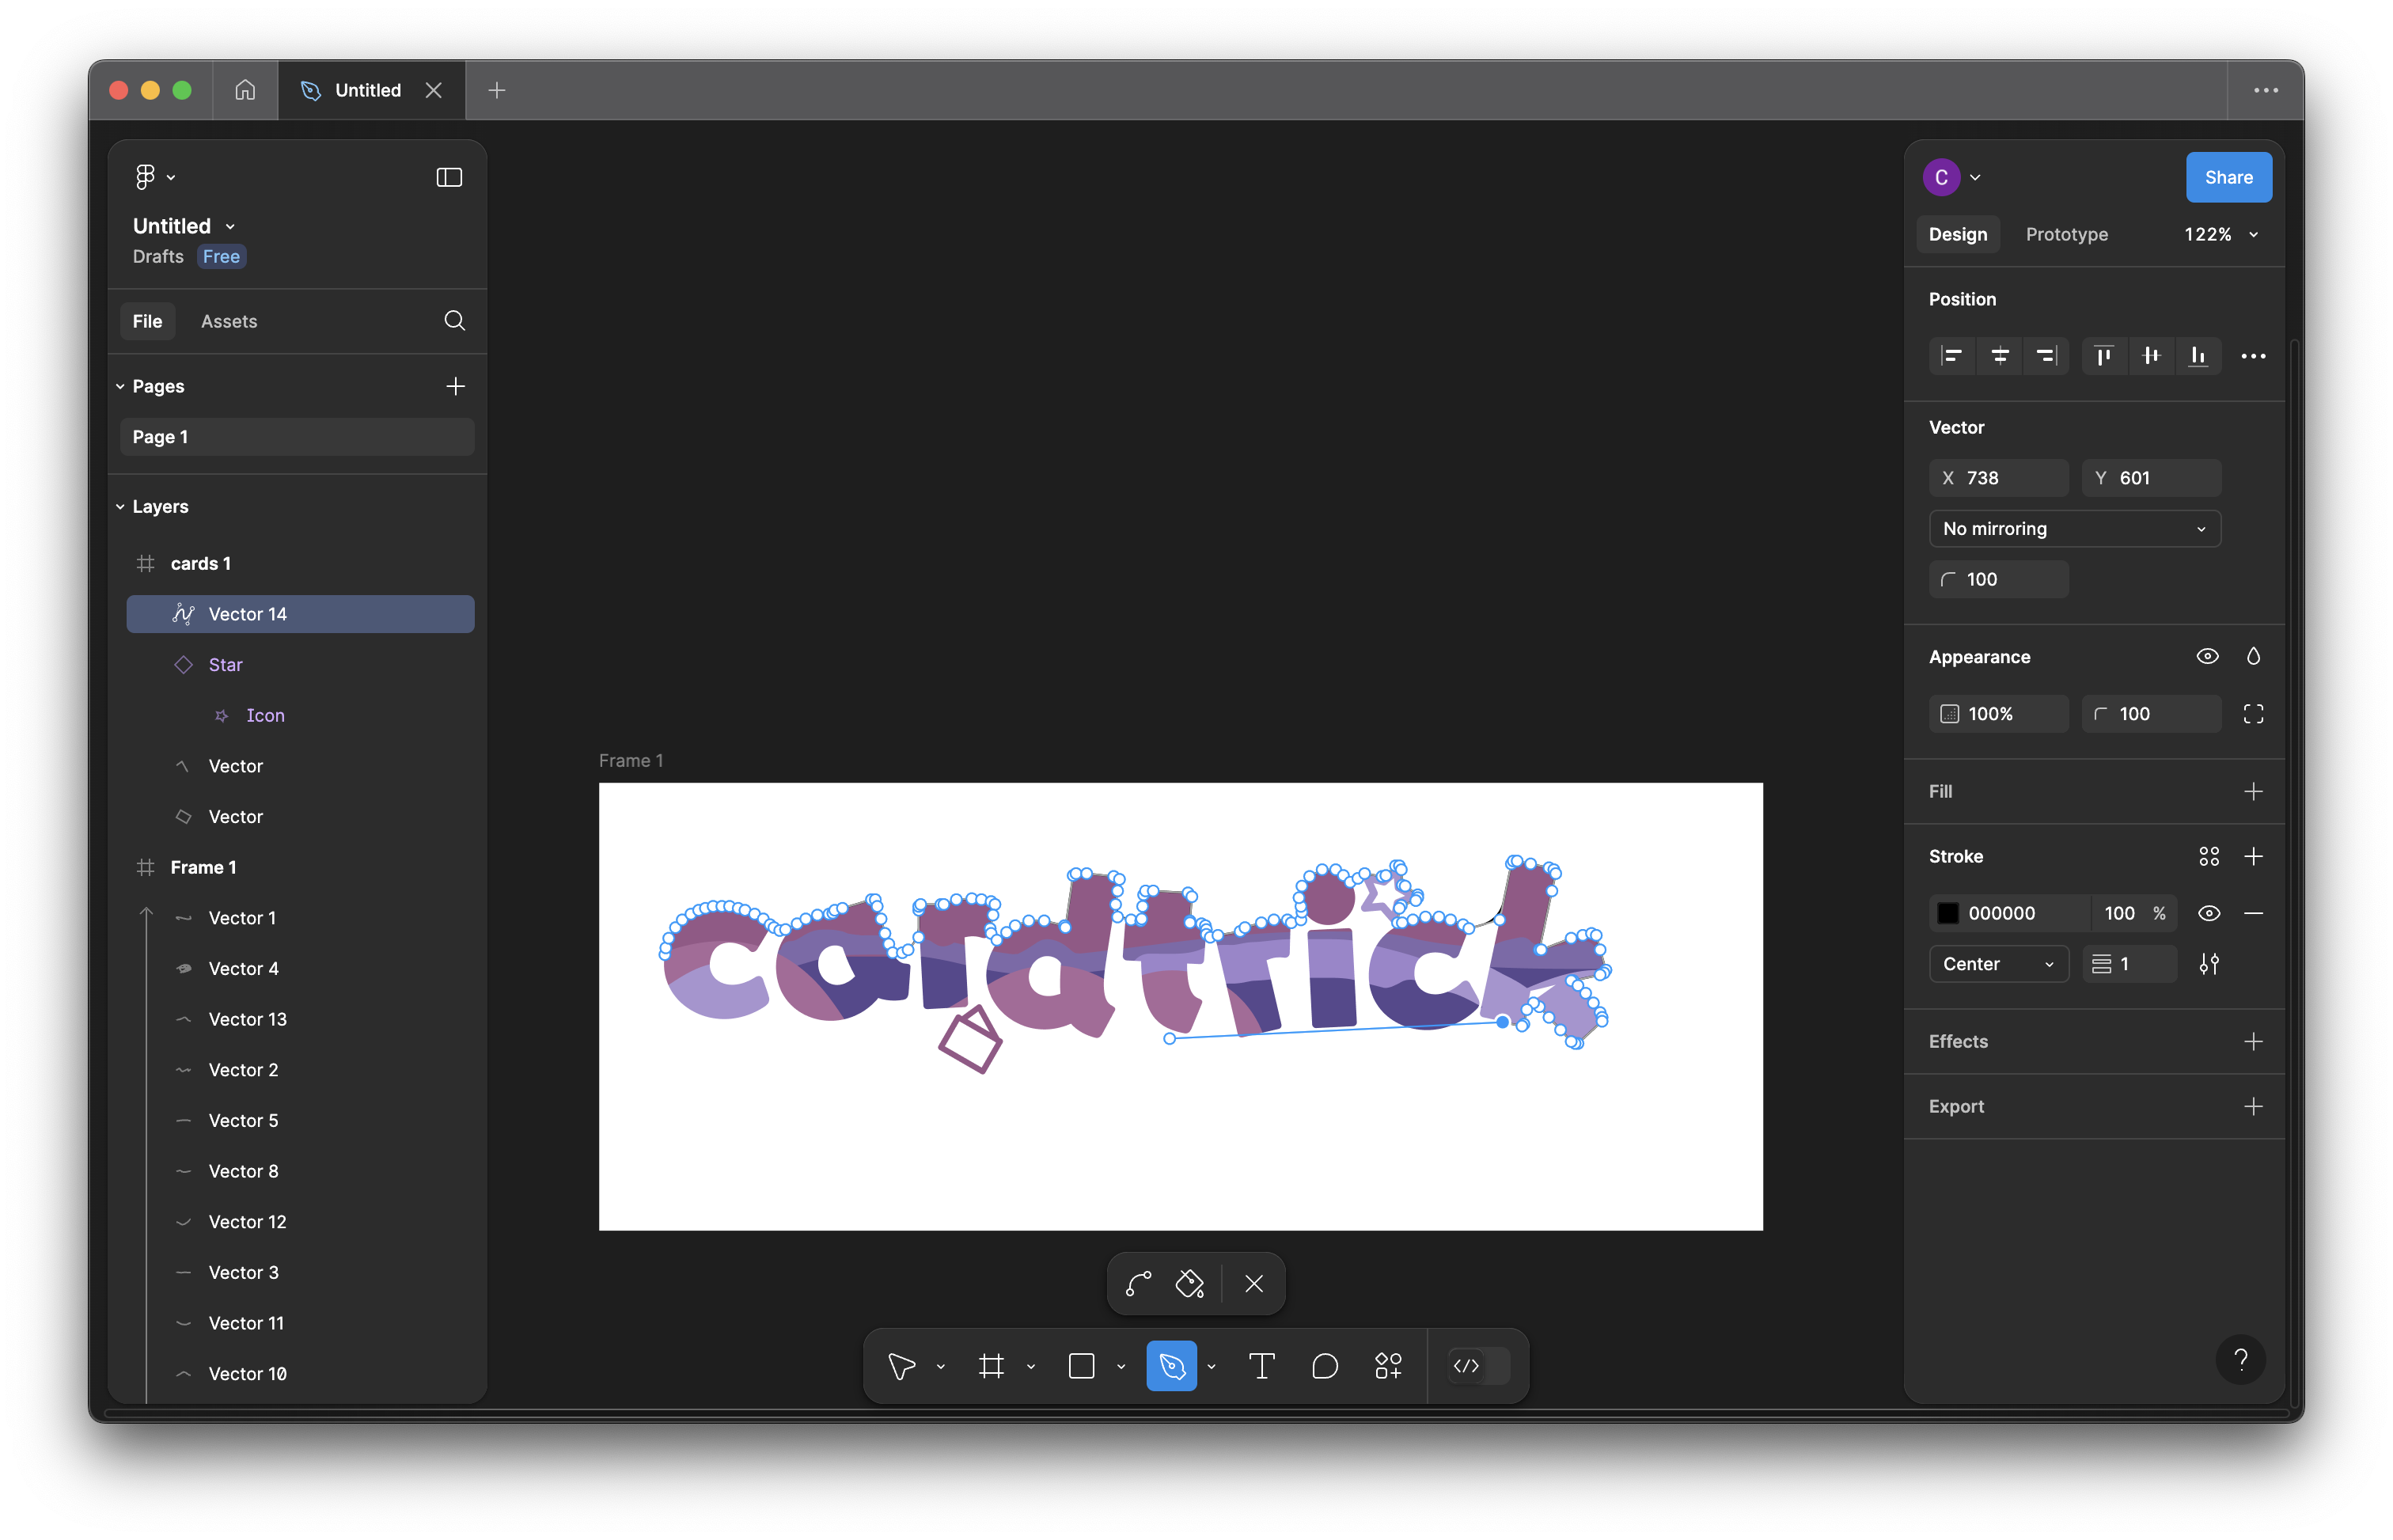 Untitled
Untitled
Drafts Free
File Assets
Pages
Page 1
Layers
cards 1
Vector 14
Star
Icon
Vector
Vector
Frame 1
Vector 1
Vector 4
Vector 13
Vector 2
Vector 5
Vector 8
Vector 12
Vector 3
Vector 11
Vector 10
Frame 1
cardtrick
C
Share
Design Prototype 122%
Position
Vector
X 738 Y 601
No mirroring
100
Appearance
100% 100
Fill
Stroke
000000 100 %
Center 1
Effects
Export
?